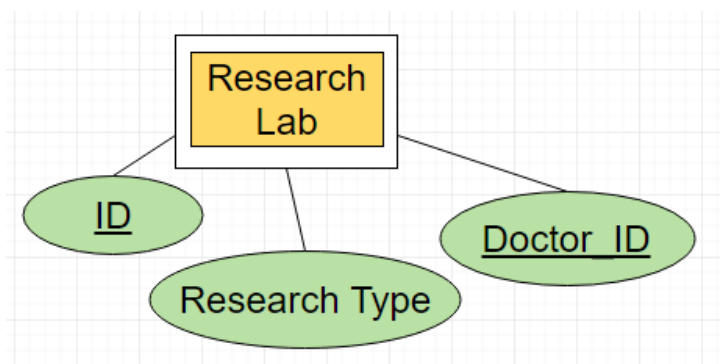 Research
Lab
ID
Doctor_ID
Research Type